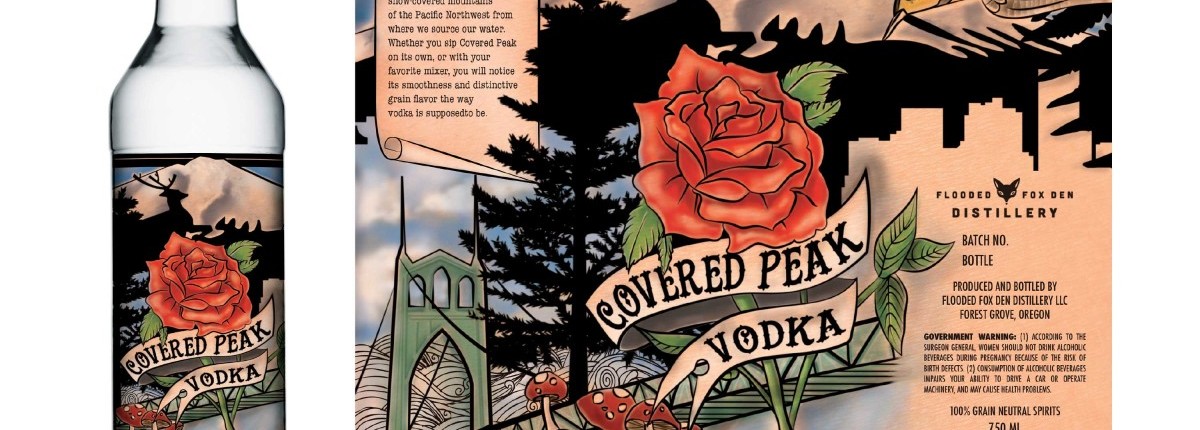 COVERED PEAK
VODKA
snow-covered mountains
of the Pacific Northwest from
where we source our water.
Whether you sip Covered Peak
on its own, or with your
favorite mixer, you will notice
its smoothness and distinctive
grain flavor the way
vodka is supposedto be.
COVERED PEAK
VODKA
FLOODED FOX DEN
DISTILLERY
BATCH NO.
BOTTLE
PRODUCED AND BOTTLED BY
FLOODED FOX DEN DISTILLERY LLC
FOREST GROVE, OREGON
GOVERNMENT WARNING: (1) ACCORDING TO THE
SURGEON GENERAL, WOMEN SHOULD NOT DRINK ALCOHOLIC
BEVERAGES DURING PREGNANCY BECAUSE OF THE RISK OF
BIRTH DEFECTS. (2) CONSUMPTION OF ALCOHOLIC BEVERAGES
IMPAIRS YOUR ABILITY TO DRIVE A CAR OR OPERATE
MACHINERY, AND MAY CAUSE HEALTH PROBLEMS.
100% GRAIN NEUTRAL SPIRITS
750 ML